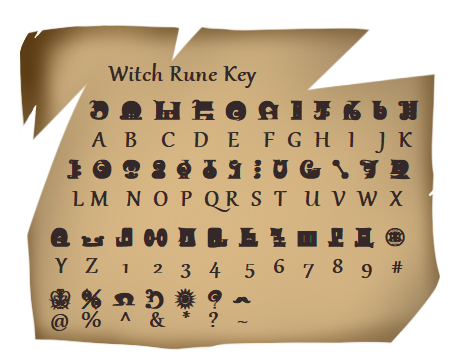 Witch Rune Key
A B C D E F G H I J K
L M N O P Q R S T U V W X
Y Z 1 2 3 4 5 6 7 8 9 #
@ % ^ & * ? ~